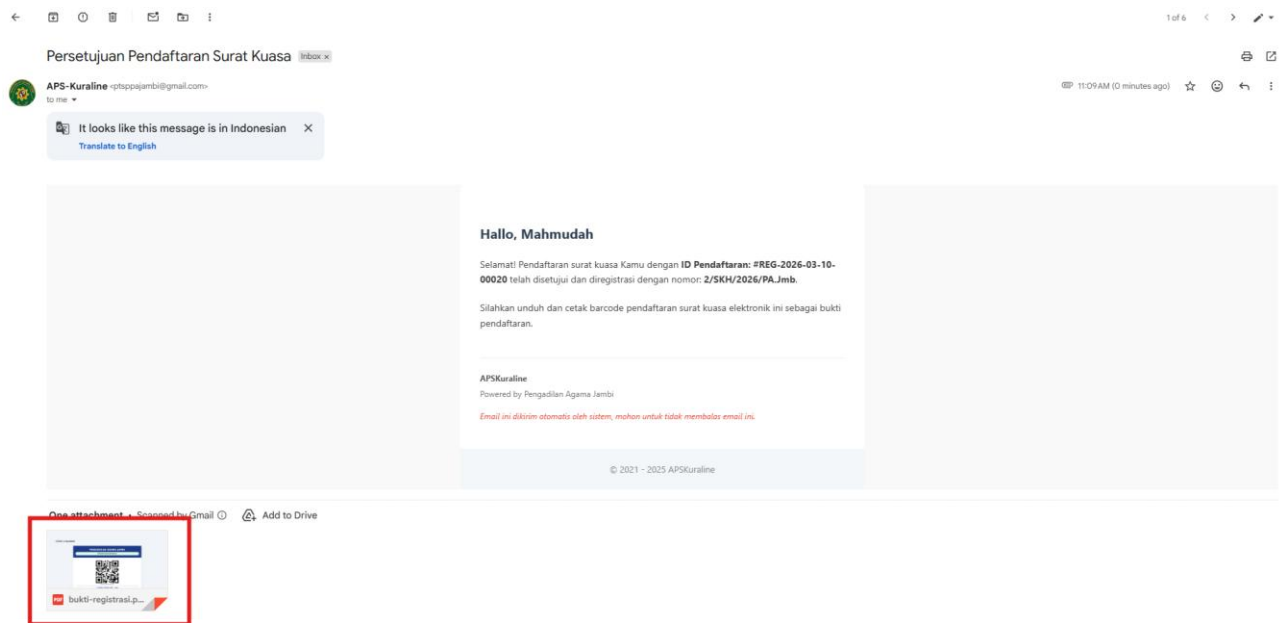 1 of 6
Persetujuan Pendaftaran Surat Kuasa Inbox x
APS-Kuraline <ptsppajambi@gmail.com>
11:09 AM (0 minutes ago)
to me
It looks like this message is in Indonesian
Translate to English
Hallo, Mahmudah
Selamat! Pendaftaran surat kuasa Kamu dengan ID Pendaftaran: #REG-2026-03-10-
00020 telah disetujui dan diregistrasi dengan nomor: 2/SKH/2026/PA.Jmb.
Silahkan unduh dan cetak barcode pendaftaran surat kuasa elektronik ini sebagai bukti
pendaftaran.
APSKuraline
Powered by Pengadilan Agama Jambi
Email ini dikirim otomatis oleh sistem, mohon untuk tidak membalas email ini.
© 2021 - 2025 APSKuraline
One attachment • Scanned by Gmail
Add to Drive
PDF bukti-registrasi.p...